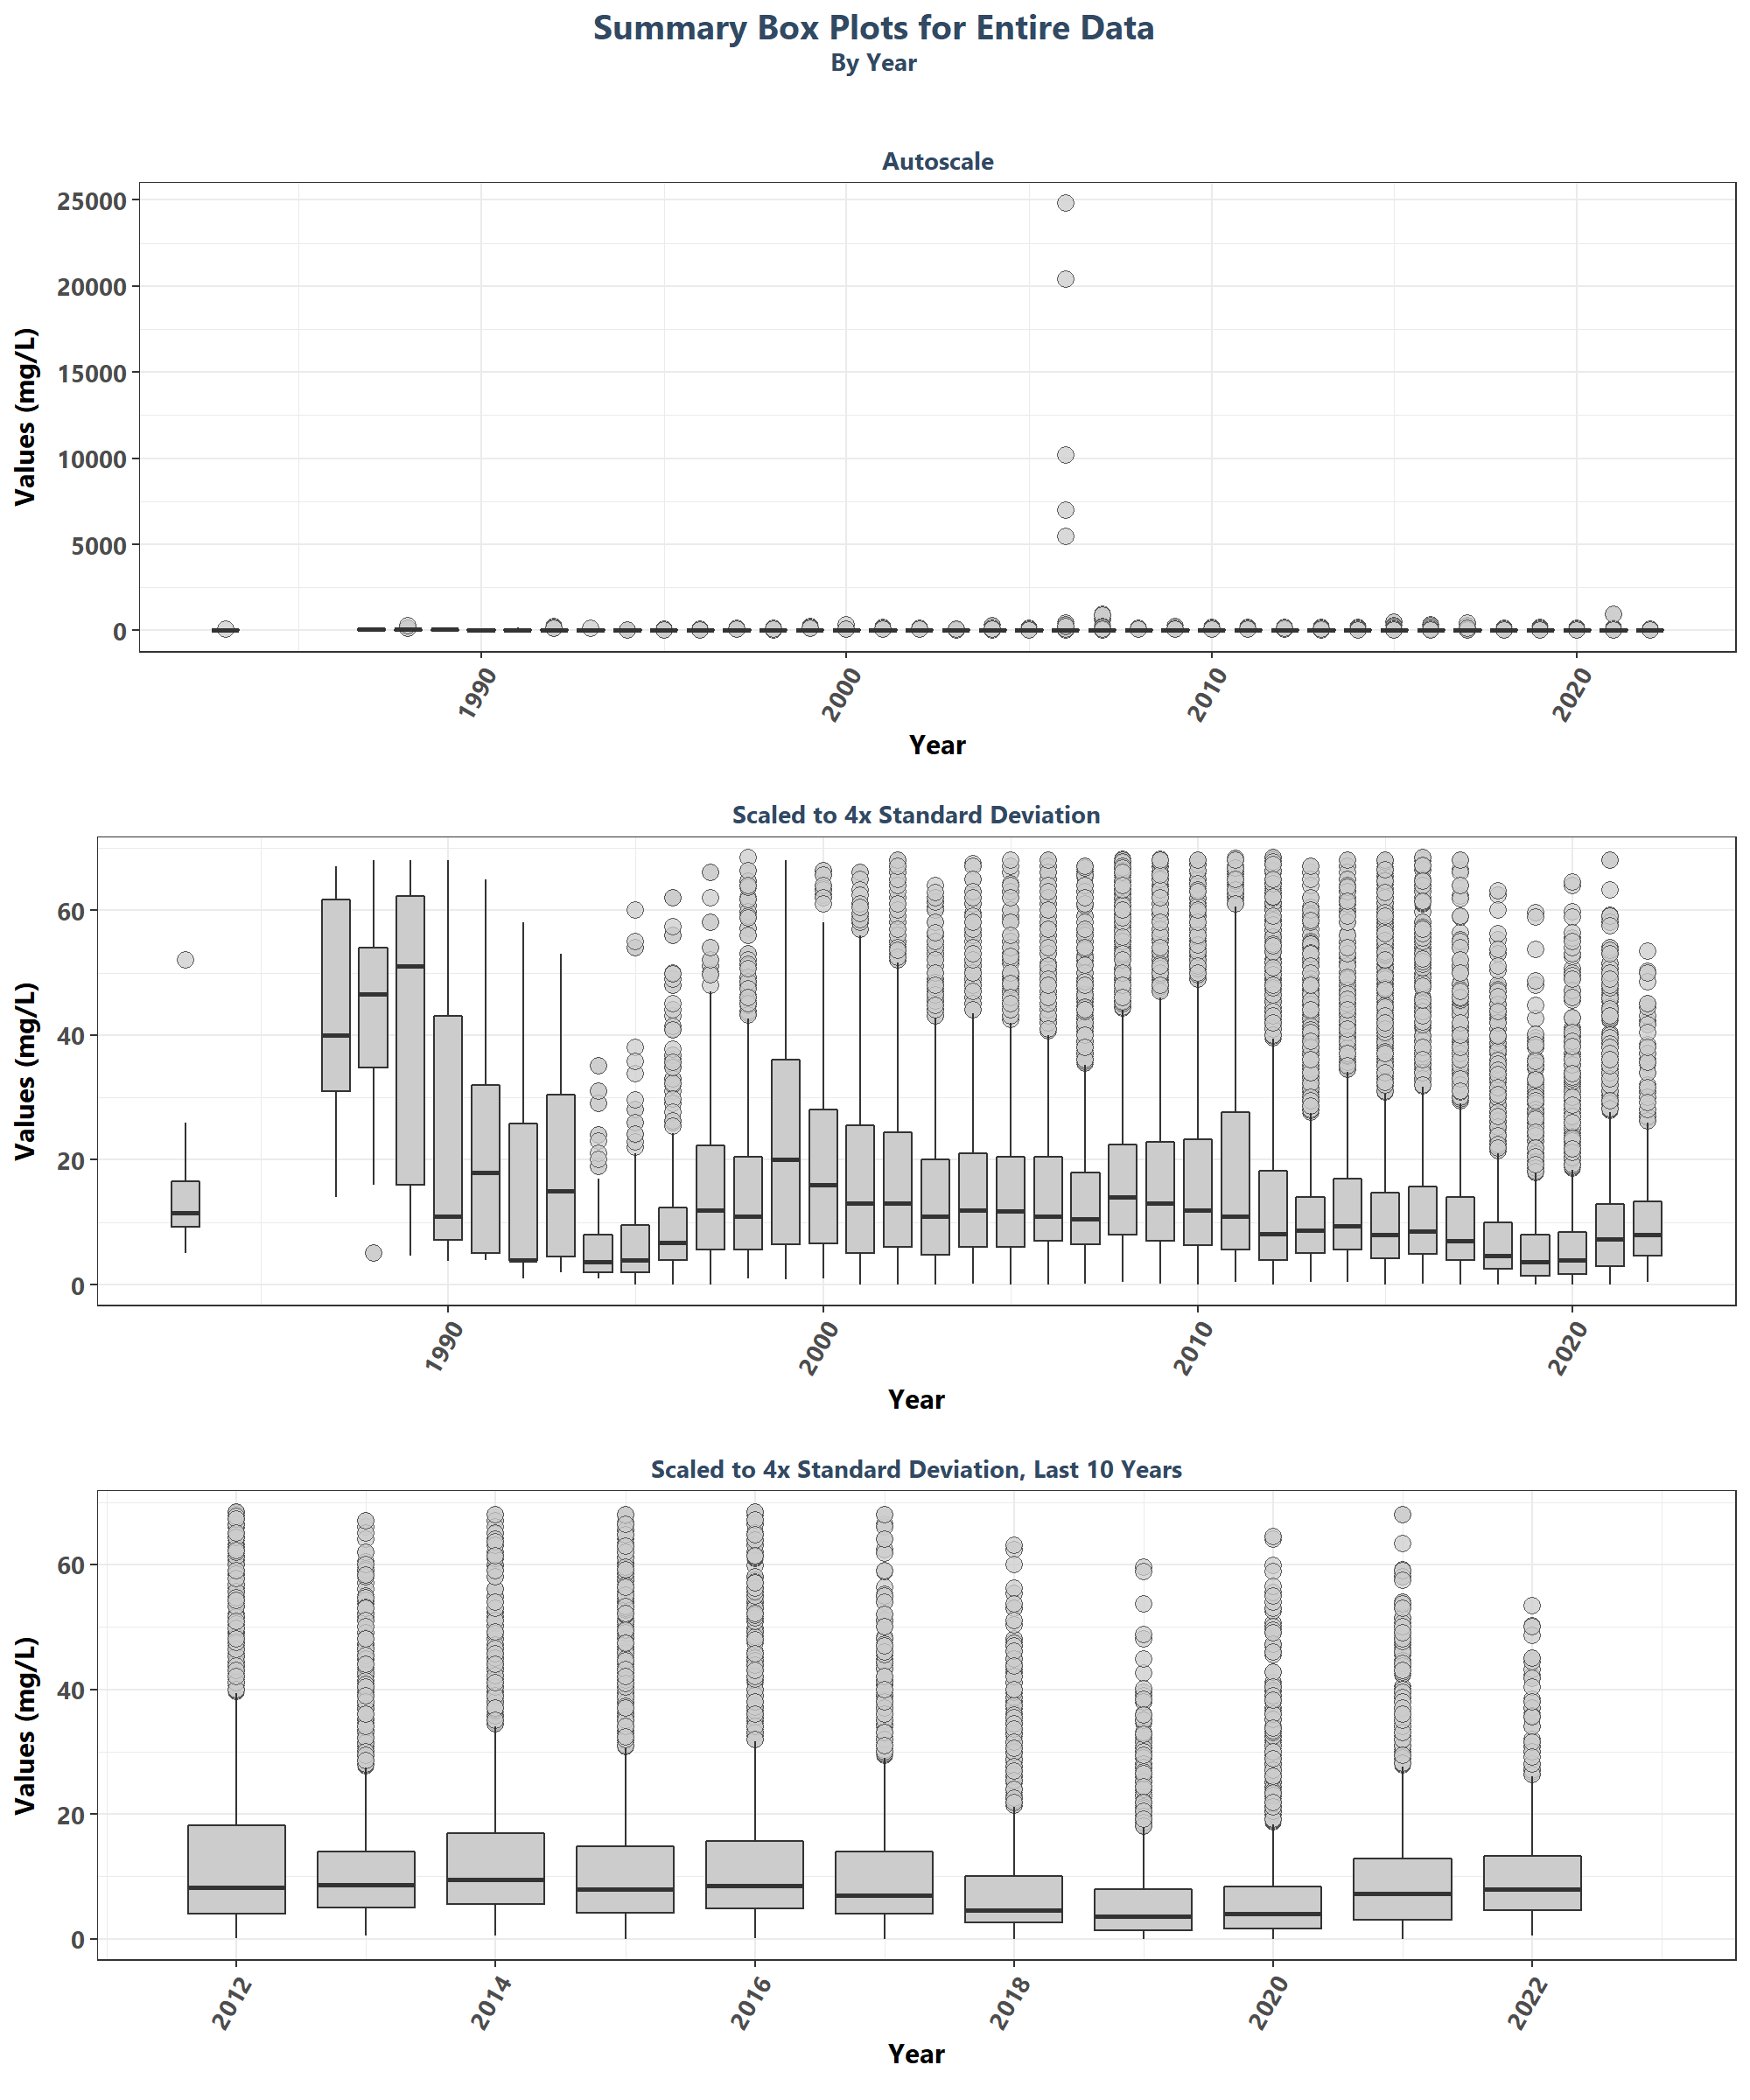 Summary Box Plots for Entire Data
By Year
Autoscale
25000
20000
15000
10000
5000
0
Values (mg/L)
1990
2000
2010
2020
Year
Scaled to 4x Standard Deviation
60
40
20
0
Values (mg/L)
1990
2000
2010
2020
Year
Scaled to 4x Standard Deviation, Last 10 Years
60
40
20
0
Values (mg/L)
2012
2014
2016
2018
2020
2022
Year